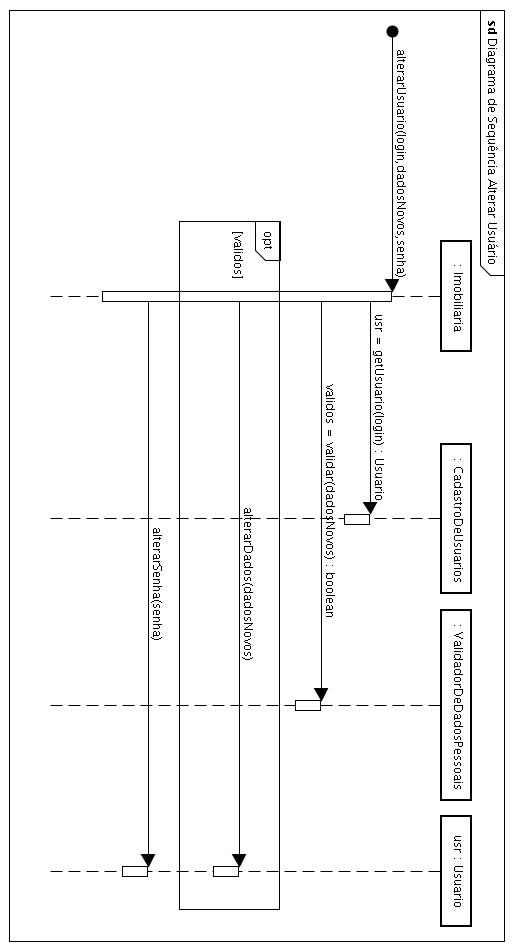 sd Diagrama de Sequência Alterar Usuário
: Imobiliaria
: CadastroDeUsuarios
: ValidadorDeDadosPessoais
usr : Usuario
alterarUsuario(login,dadosNovos,senha)
usr = getUsuario(login) : Usuario
validos = validar(dadosNovos) : boolean
opt
[validos]
alterarDados(dadosNovos)
alterarSenha(senha)